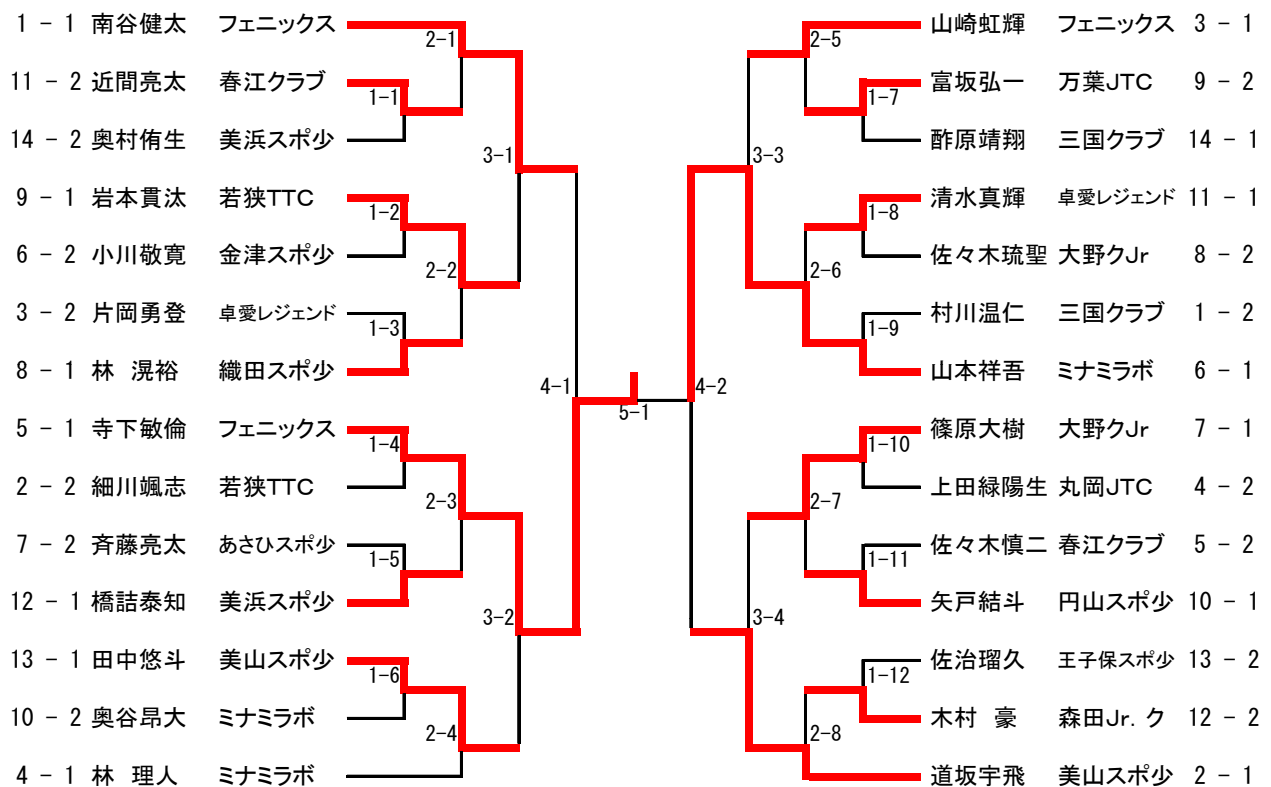 1 - 1 南谷健太 フェニックス
2-1
11 - 2 近間亮太 春江クラブ
1-1
14 - 2 奥村侑生 美浜スポ少
3-1
9 - 1 岩本貫汰 若狭TTC
1-2
6 - 2 小川敬寛 金津スポ少
2-2
3 - 2 片岡勇登 卓愛レジェンド
1-3
8 - 1 林 滉裕 織田スポ少
4-1
5-1
5 - 1 寺下敏倫 フェニックス
1-4
2 - 2 細川颯志 若狭TTC
2-3
7 - 2 斉藤亮太 あさひスポ少
1-5
12 - 1 橋詰泰知 美浜スポ少
3-2
13 - 1 田中悠斗 美山スポ少
1-6
10 - 2 奥谷昂大 ミナミラボ
2-4
4 - 1 林 理人 ミナミラボ
山崎虹輝 フェニックス 3 - 1
2-5
富坂弘一 万葉JTC 9 - 2
1-7
酢原靖翔 三国クラブ 14 - 1
3-3
清水真輝 卓愛レジェンド 11 - 1
1-8
佐々木琉聖 大野クJr 8 - 2
2-6
村川温仁 三国クラブ 1 - 2
1-9
山本祥吾 ミナミラボ 6 - 1
4-2
篠原大樹 大野クJr 7 - 1
1-10
上田緑陽生 丸岡JTC 4 - 2
2-7
佐々木慎二 春江クラブ 5 - 2
1-11
矢戸結斗 円山スポ少 10 - 1
3-4
佐治瑠久 王子保スポ少 13 - 2
1-12
木村 豪 森田Jr. ク 12 - 2
2-8
道坂宇飛 美山スポ少 2 - 1